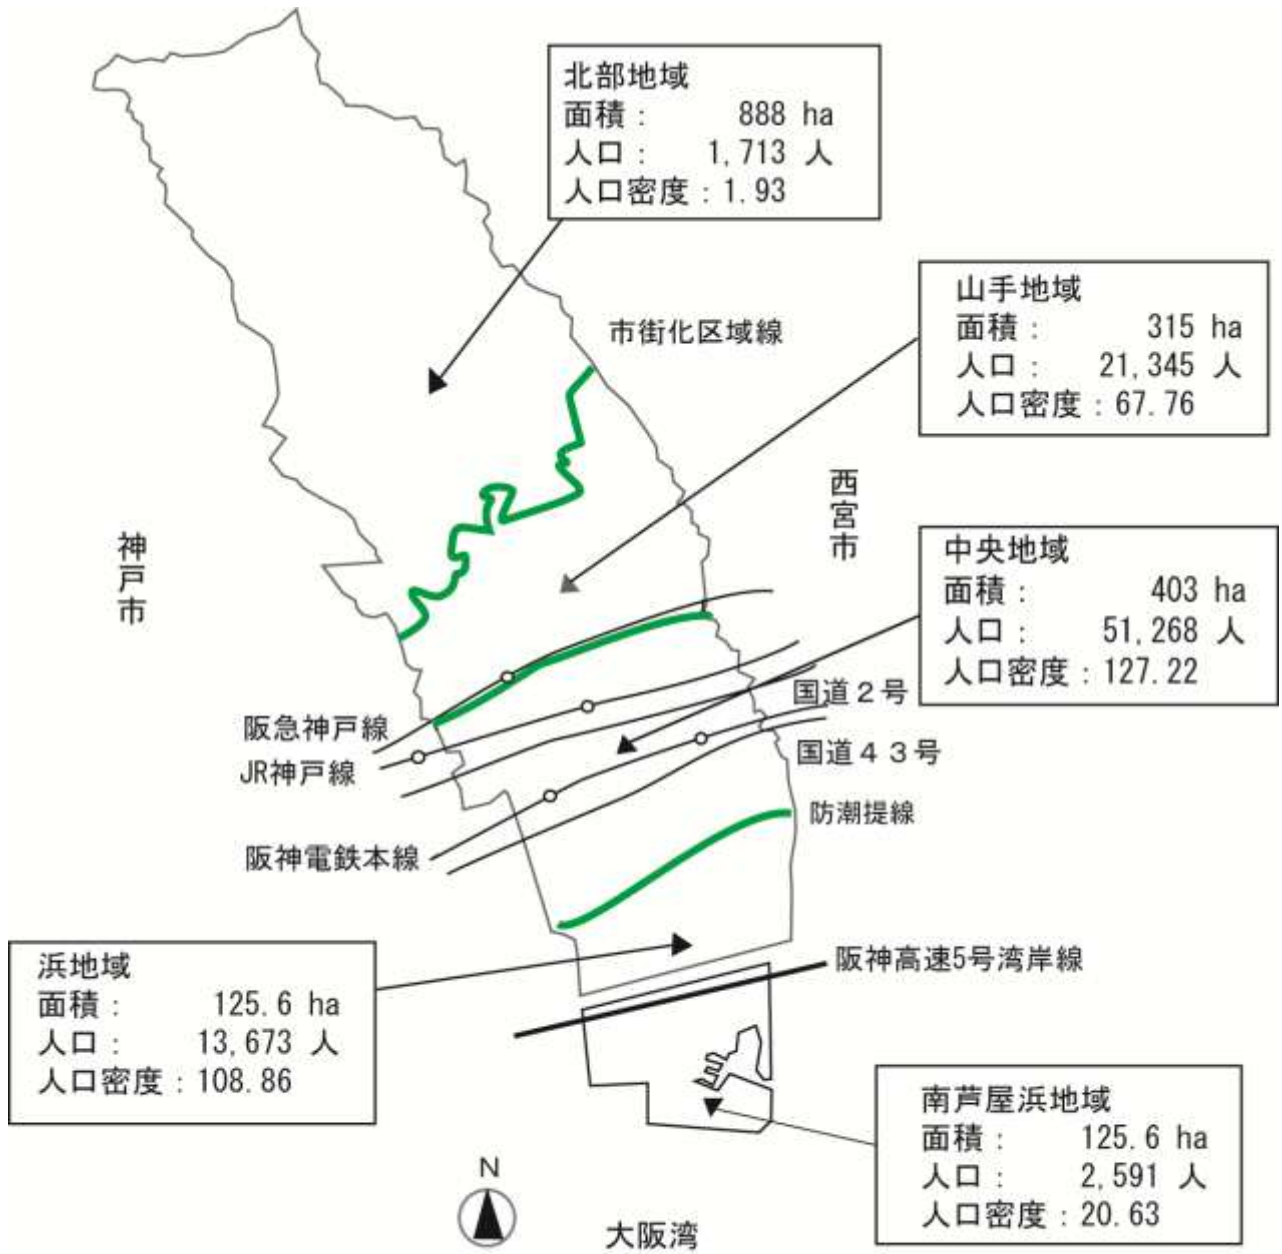 北部地域
面積： 888 ha
人口： 1,713 人
人口密度：1.93
山手地域
面積： 315 ha
人口： 21,345 人
人口密度：67.76
市街化区域線
西宮市
神戸市
中央地域
面積： 403 ha
人口： 51,268 人
人口密度：127.22
国道２号
阪急神戸線
国道４３号
JR神戸線
防潮提線
阪神電鉄本線
浜地域
面積： 125.6 ha
人口： 13,673 人
人口密度：108.86
阪神高速5号湾岸線
南芦屋浜地域
面積： 125.6 ha
人口： 2,591 人
人口密度：20.63
N
大阪湾